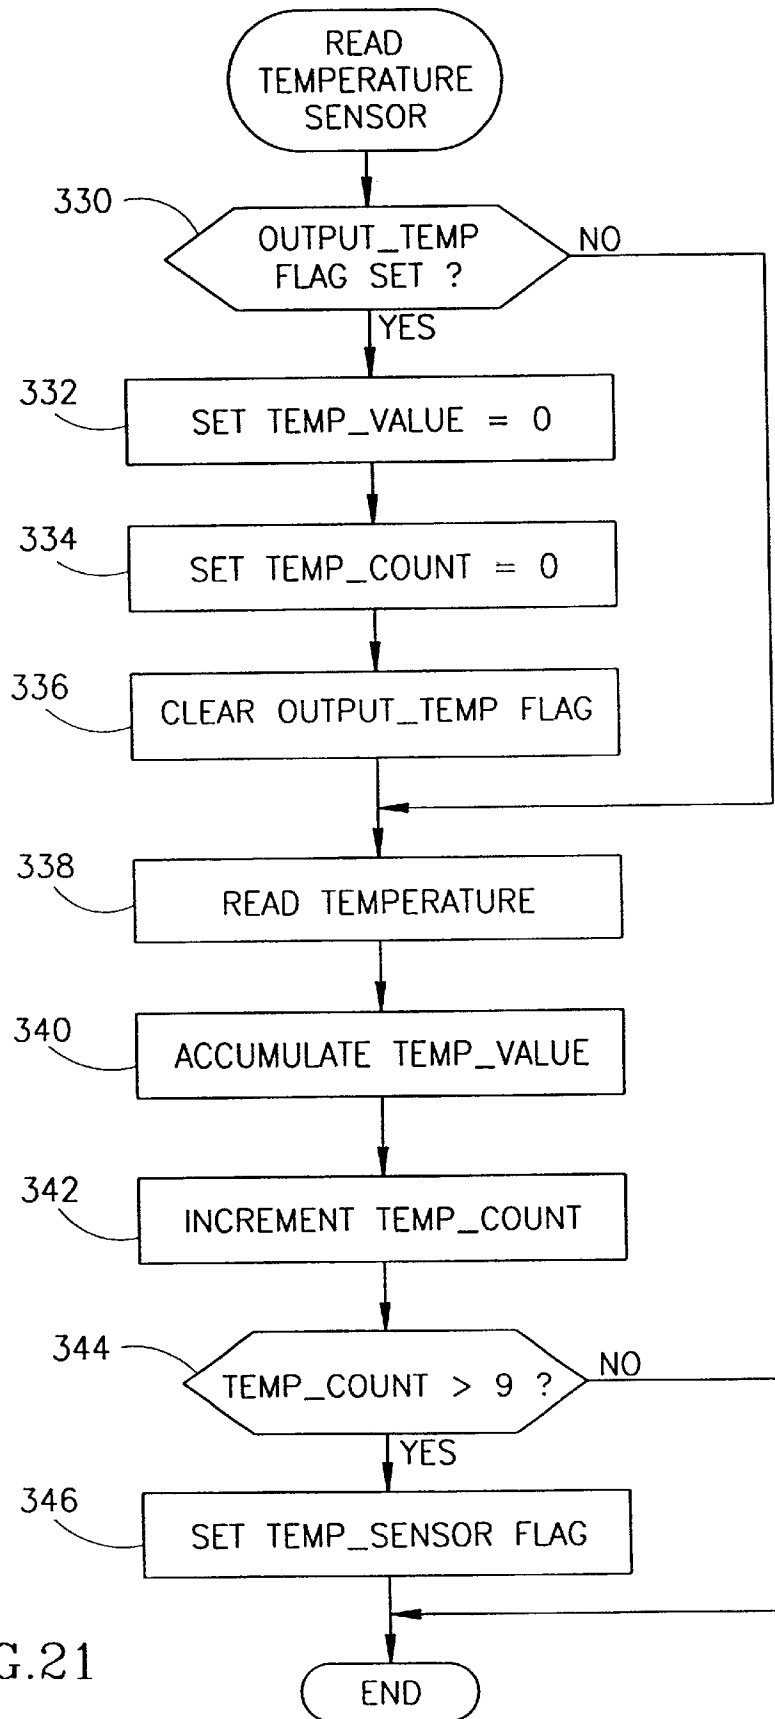 READ
TEMPERATURE
SENSOR
330
OUTPUT_TEMP
FLAG SET ?
NO
YES
332
SET TEMP_VALUE = 0
334
SET TEMP_COUNT = 0
336
CLEAR OUTPUT_TEMP FLAG
338
READ TEMPERATURE
340
ACCUMULATE TEMP_VALUE
342
INCREMENT TEMP_COUNT
344
TEMP_COUNT > 9 ?
NO
YES
346
SET TEMP_SENSOR FLAG
G.21
END